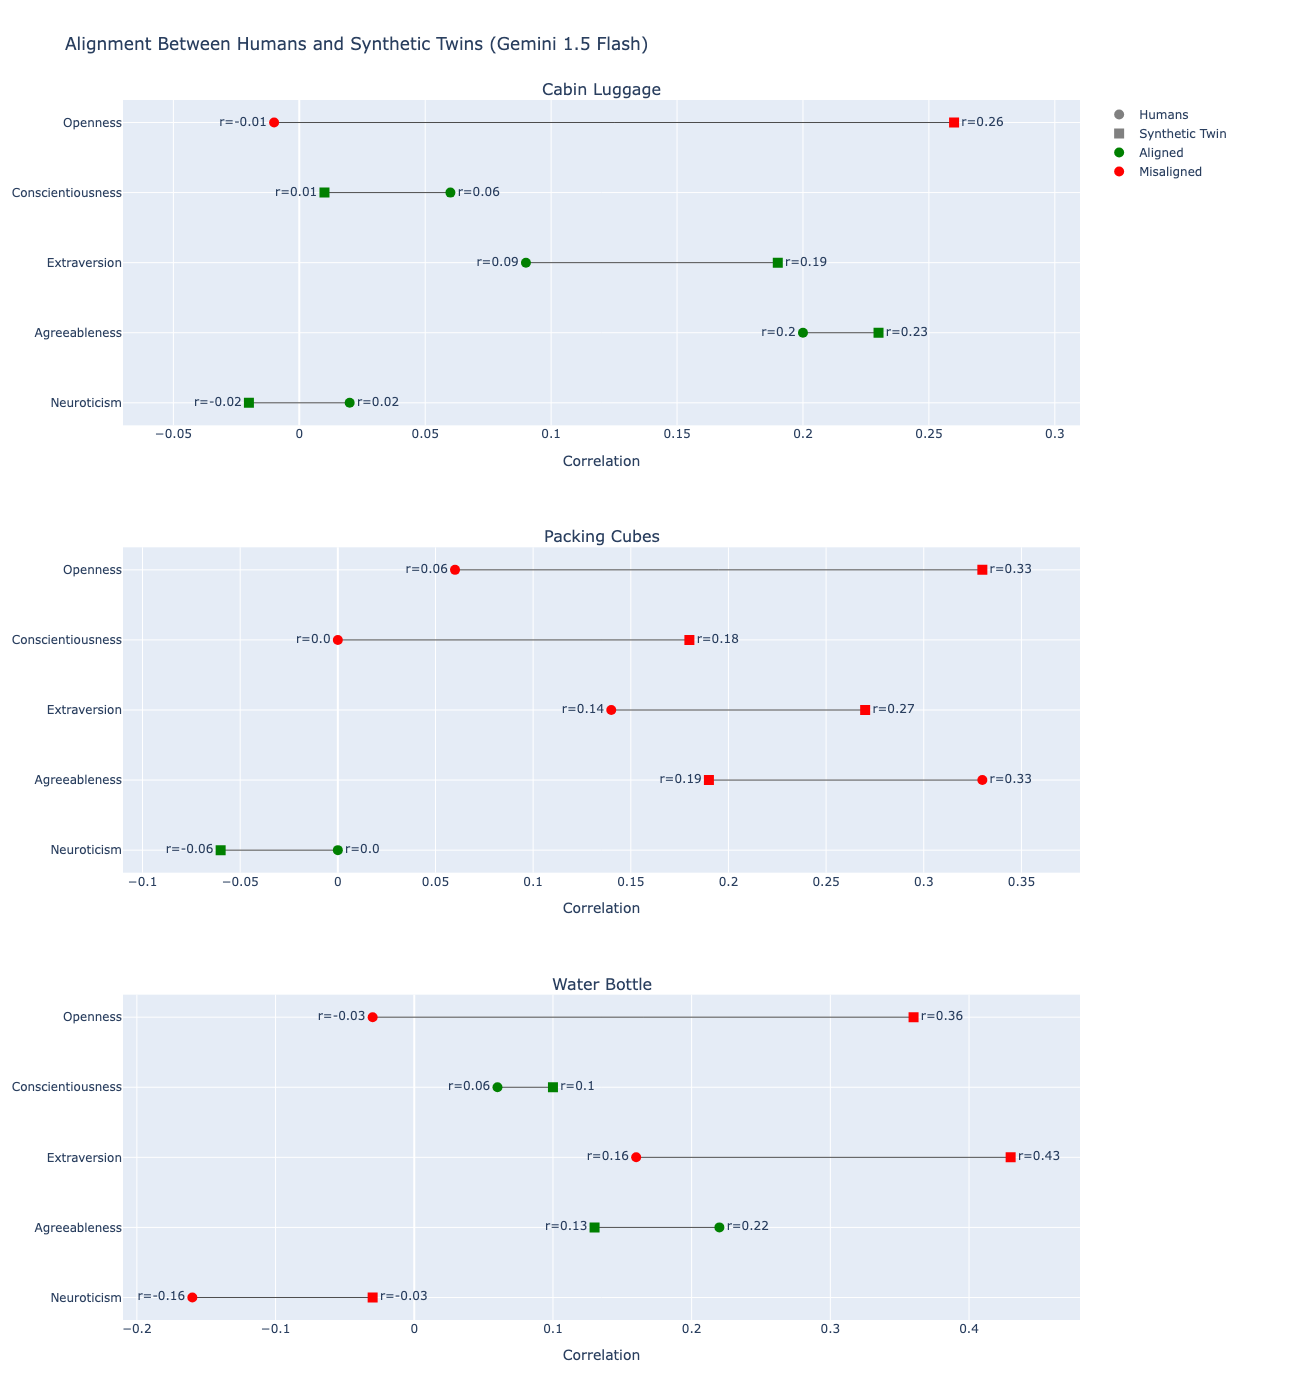 Alignment Between Humans and Synthetic Twins (Gemini 1.5 Flash)
Cabin Luggage
Humans
Synthetic Twin
Aligned
Misaligned
Openness r=-0.01 r=0.26
Conscientiousness r=0.01 r=0.06
Extraversion r=0.09 r=0.19
Agreeableness r=0.2 r=0.23
Neuroticism r=-0.02 r=0.02
−0.05 0 0.05 0.1 0.15 0.2 0.25 0.3
Correlation
Packing Cubes
Openness r=0.06 r=0.33
Conscientiousness r=0.0 r=0.18
Extraversion r=0.14 r=0.27
Agreeableness r=0.19 r=0.33
Neuroticism r=-0.06 r=0.0
−0.1 −0.05 0 0.05 0.1 0.15 0.2 0.25 0.3 0.35
Correlation
Water Bottle
Openness r=-0.03 r=0.36
Conscientiousness r=0.06 r=0.1
Extraversion r=0.16 r=0.43
Agreeableness r=0.13 r=0.22
Neuroticism r=-0.16 r=-0.03
−0.2 −0.1 0 0.1 0.2 0.3 0.4
Correlation